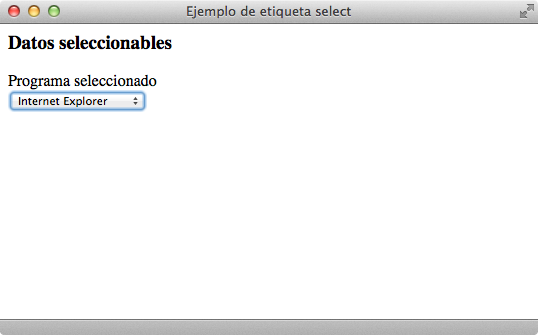 Ejemplo de etiqueta select
Datos seleccionables
Programa seleccionado
Internet Explorer